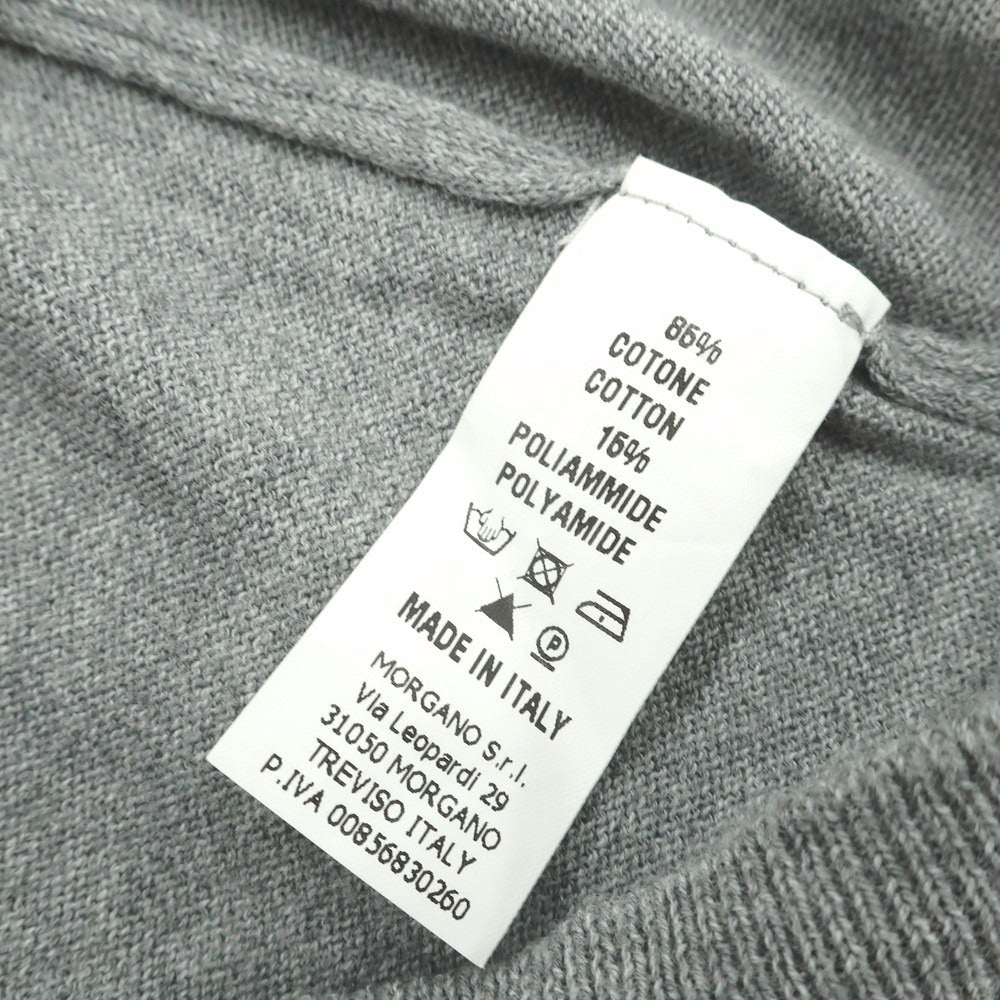 85%
COTONE
COTTON
15%
POLIAMMIDE
POLYAMIDE
P
MADE IN ITALY
MORGANO S.r.l.
Via Leopardi 29
31050 MORGANO
TREVISO ITALY
P.IVA 00856830260